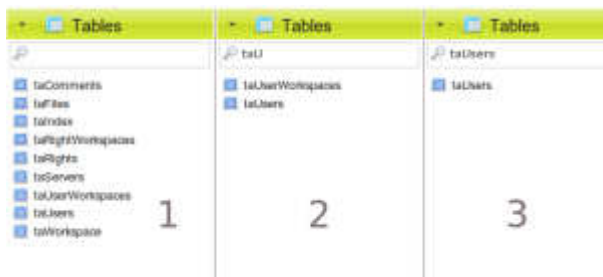 Tables
taComments
taFiles
taIndex
taRightWorkspaces
taRights
taServers
taUserWorkspaces
taUsers
taWorkspace
1
Tables
taU
taUserWorkspaces
taUsers
2
Tables
taUsers
taUsers
3